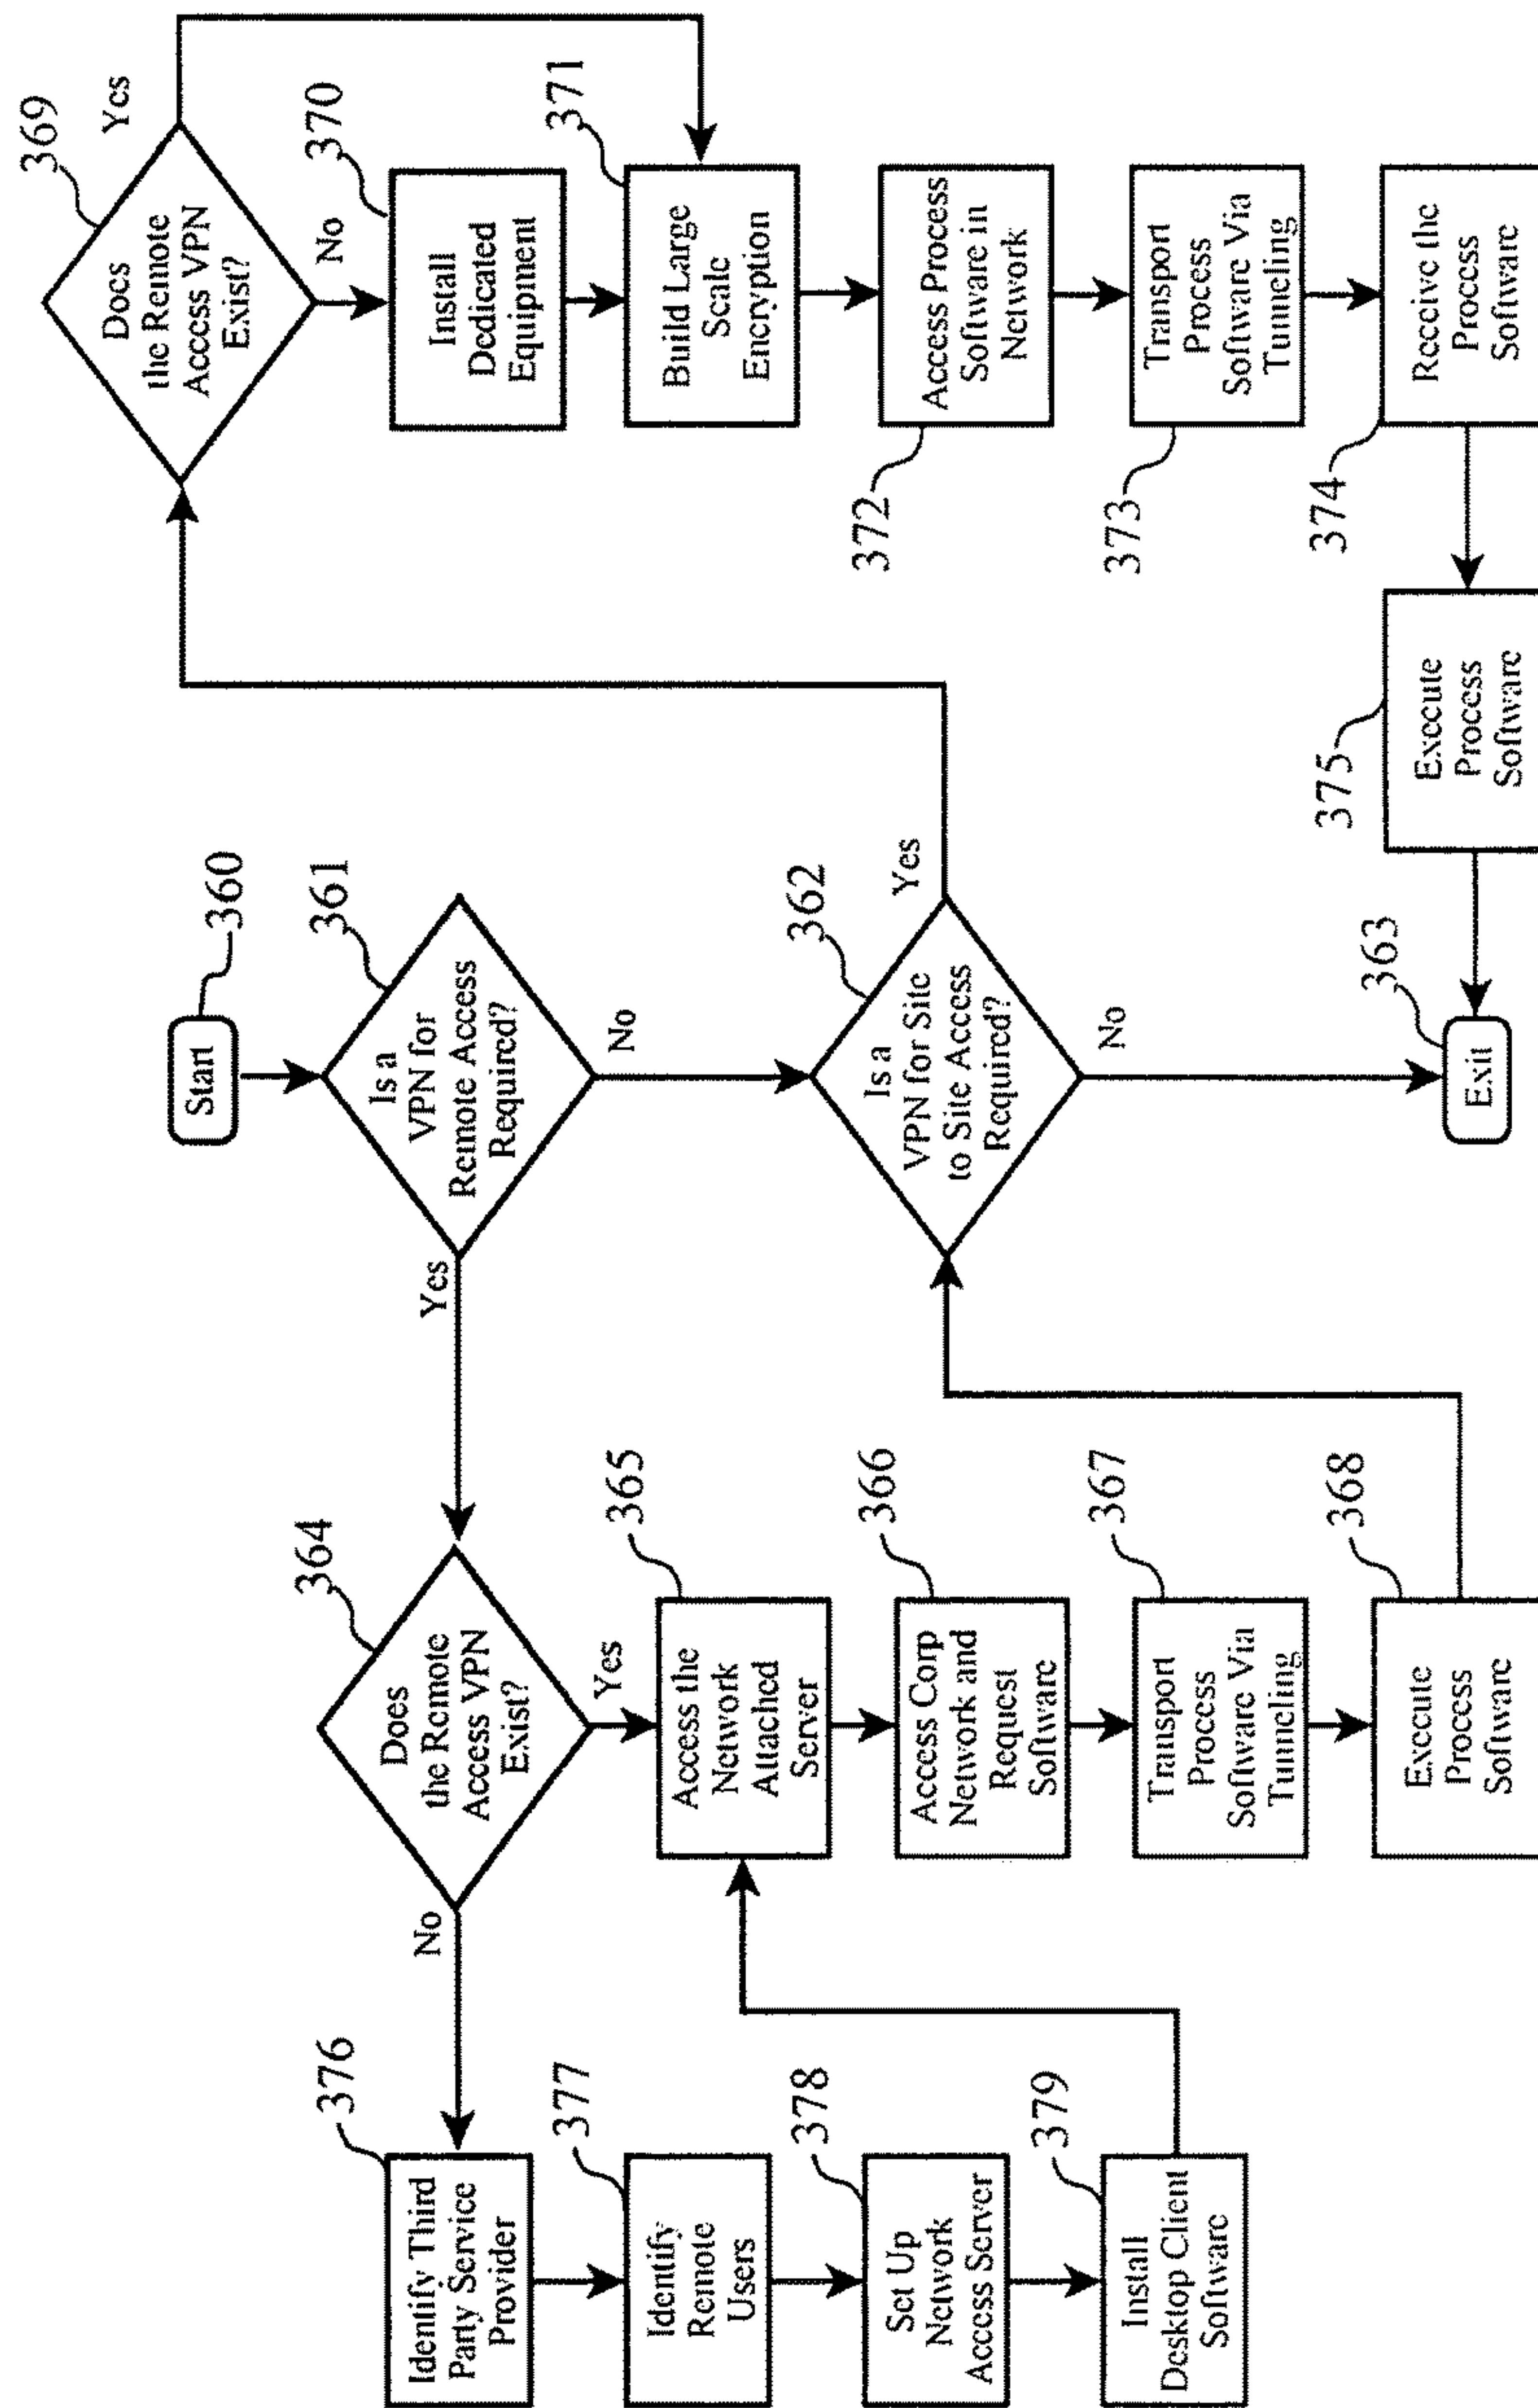 360
Start
361
Is a
VPN for
Remote Access
Required?
Yes
No
362
Is a
VPN for Site
to Site Access
Required?
Yes
No
363
Exit
364
Does
the Remote
Access VPN
Exist?
No
Yes
365
Access the
Network
Attached
Server
366
Access Corp
Network and
Request
Software
367
Transport
Process
Software Via
Tunneling
368
Execute
Process
Software
369
Does
the Remote
Access VPN
Exist?
Yes
No
370
Install
Dedicated
Equipment
371
Build Large
Scale
Encryption
372
Access Process
Software in
Network
373
Transport
Process
Software Via
Tunneling
374
Receive the
Process
Software
375
Execute
Process
Software
376
Identify Third
Party Service
Provider
377
Identify
Remote
Users
378
Set Up
Network
Access Server
379
Install
Desktop Client
Software